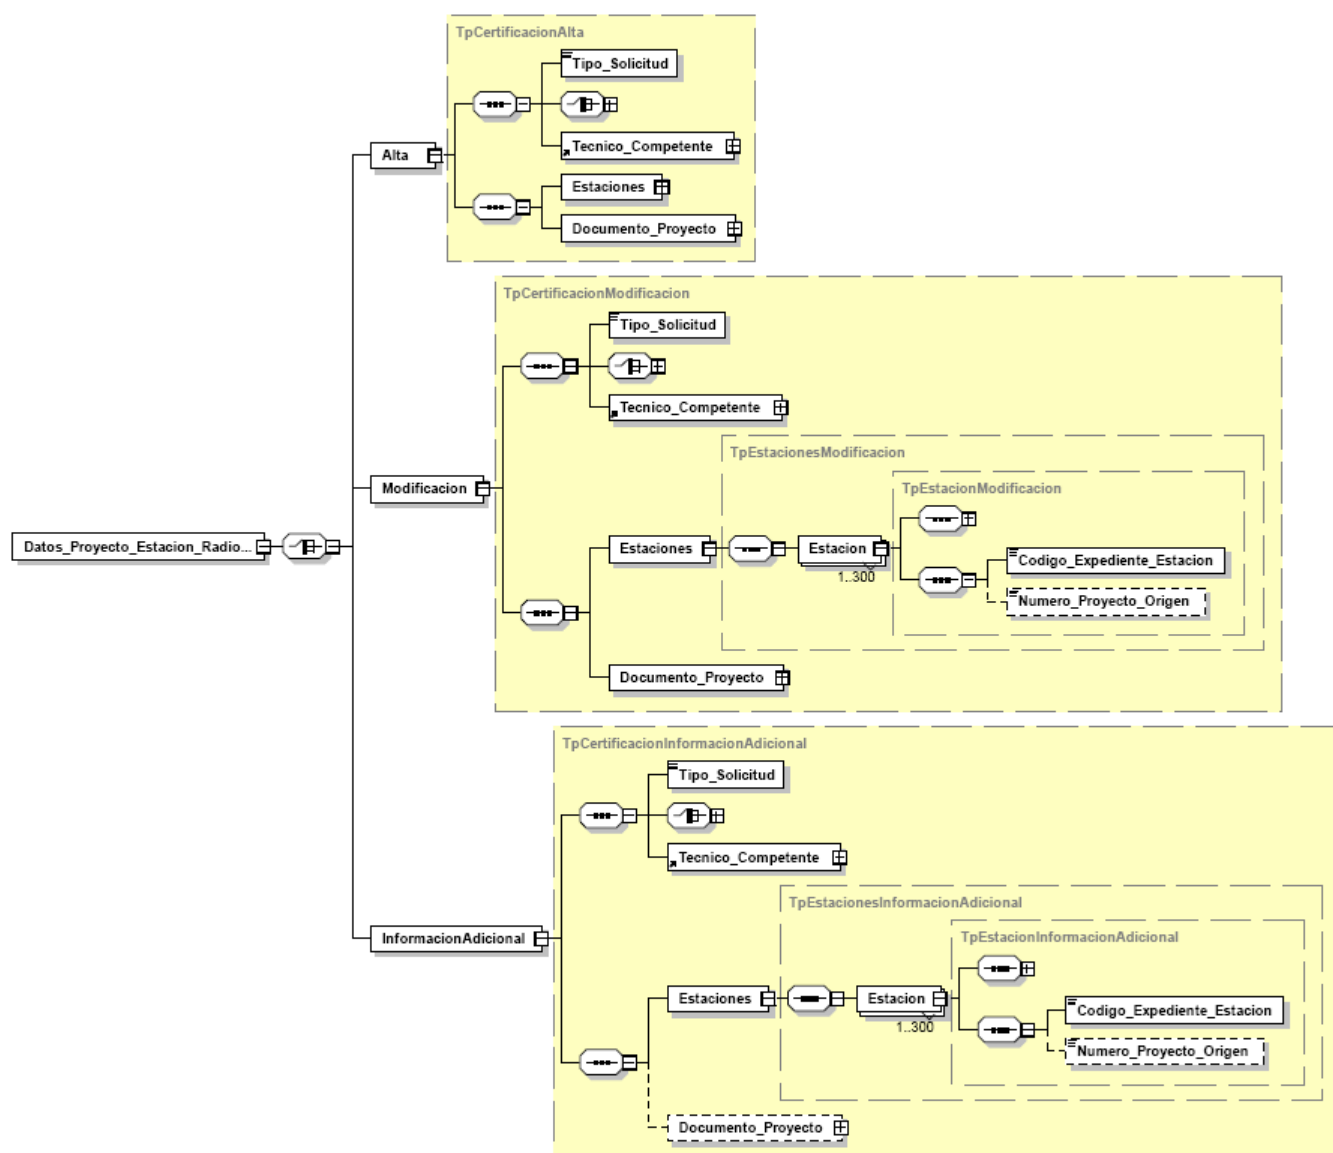 TpCertificacionAlta
Tipo_Solicitud
Tecnico_Competente
Alta
Estaciones
Documento_Proyecto
TpCertificacionModificacion
Tipo_Solicitud
Tecnico_Competente
TpEstacionesModificacion
TpEstacionModificacion
Modificacion
Datos_Proyecto_Estacion_Radio...
Estaciones
Estacion
1..300
Codigo_Expediente_Estacion
Numero_Proyecto_Origen
Documento_Proyecto
TpCertificacionInformacionAdicional
Tipo_Solicitud
Tecnico_Competente
TpEstacionesInformacionAdicional
TpEstacionInformacionAdicional
InformacionAdicional
Estaciones
Estacion
1..300
Codigo_Expediente_Estacion
Numero_Proyecto_Origen
Documento_Proyecto